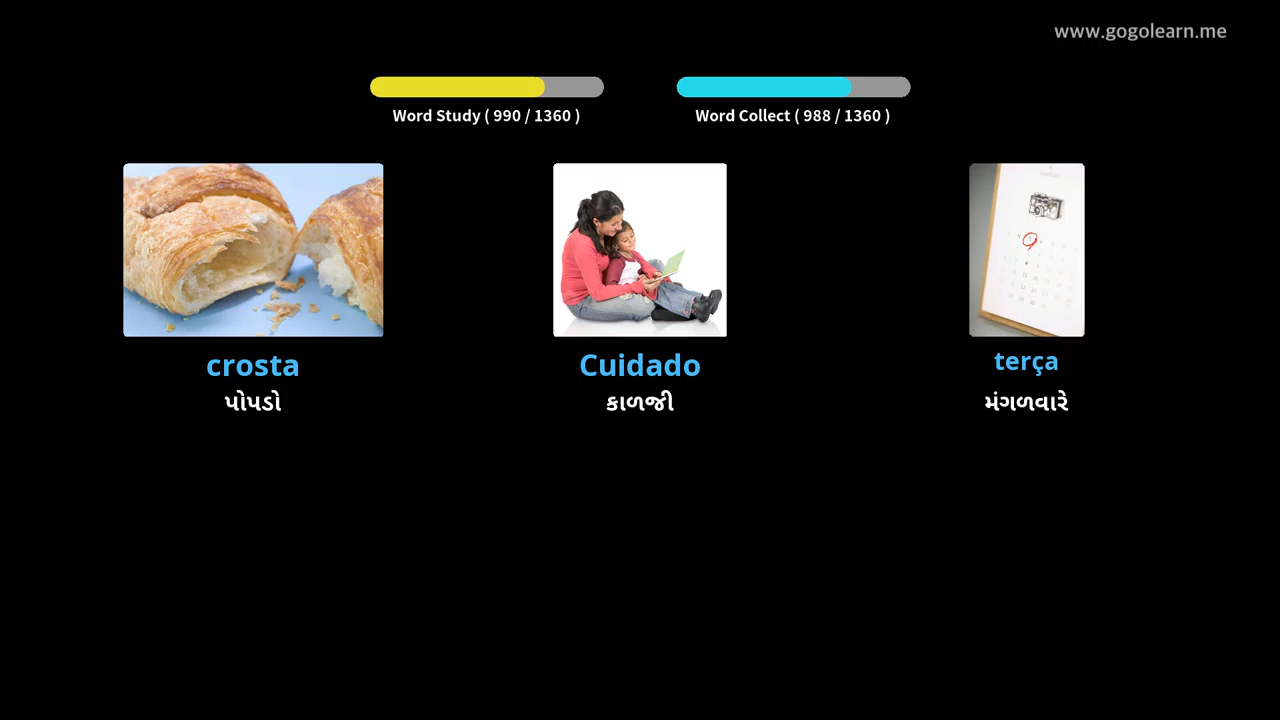 www.gogolearn.me
Word Study ( 990 / 1360 )
Word Collect ( 988 / 1360 )
crosta
Cuidado
terça
પોપડો
કાળજી
મંગળવારે